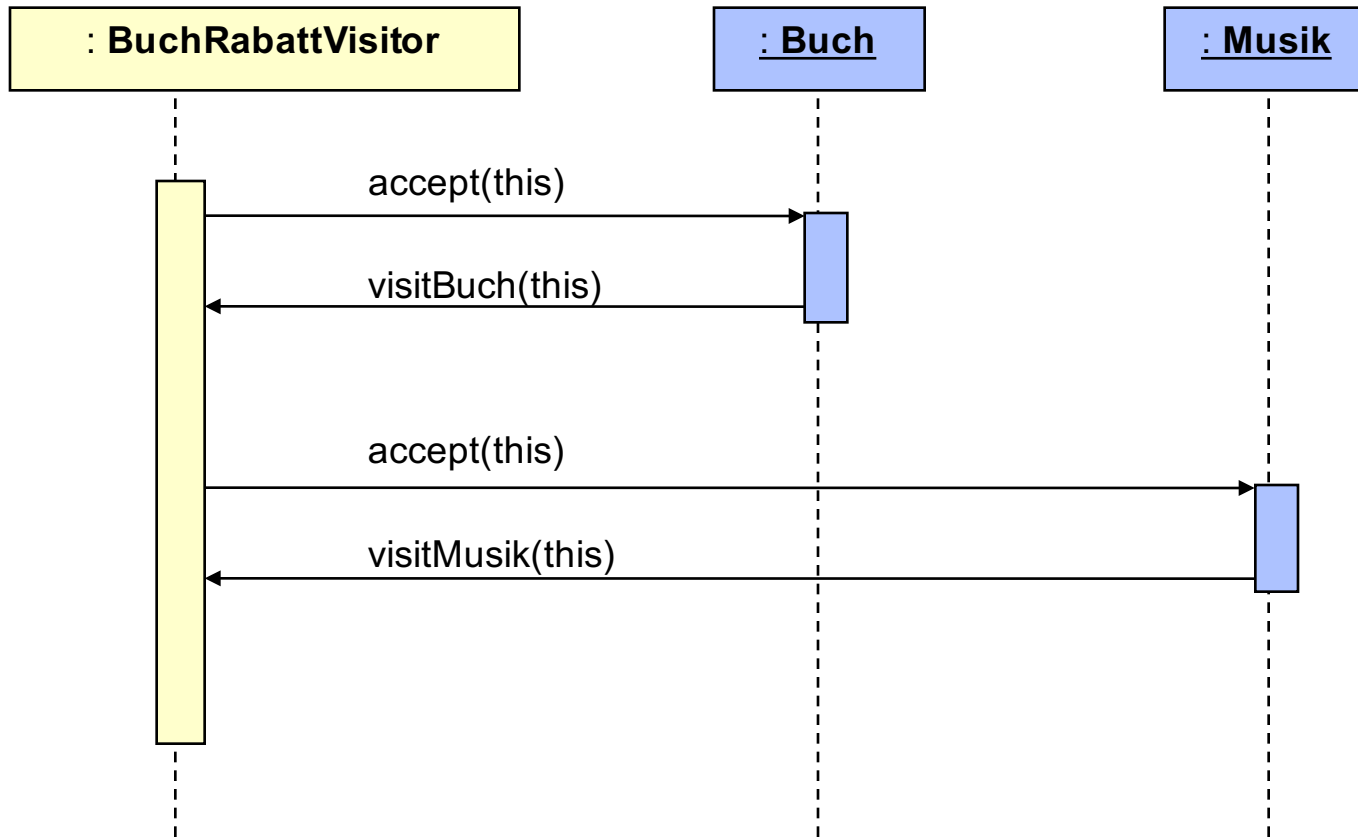 : BuchRabattVisitor
: Buch
: Musik
accept(this)
visitBuch(this)
accept(this)
visitMusik(this)